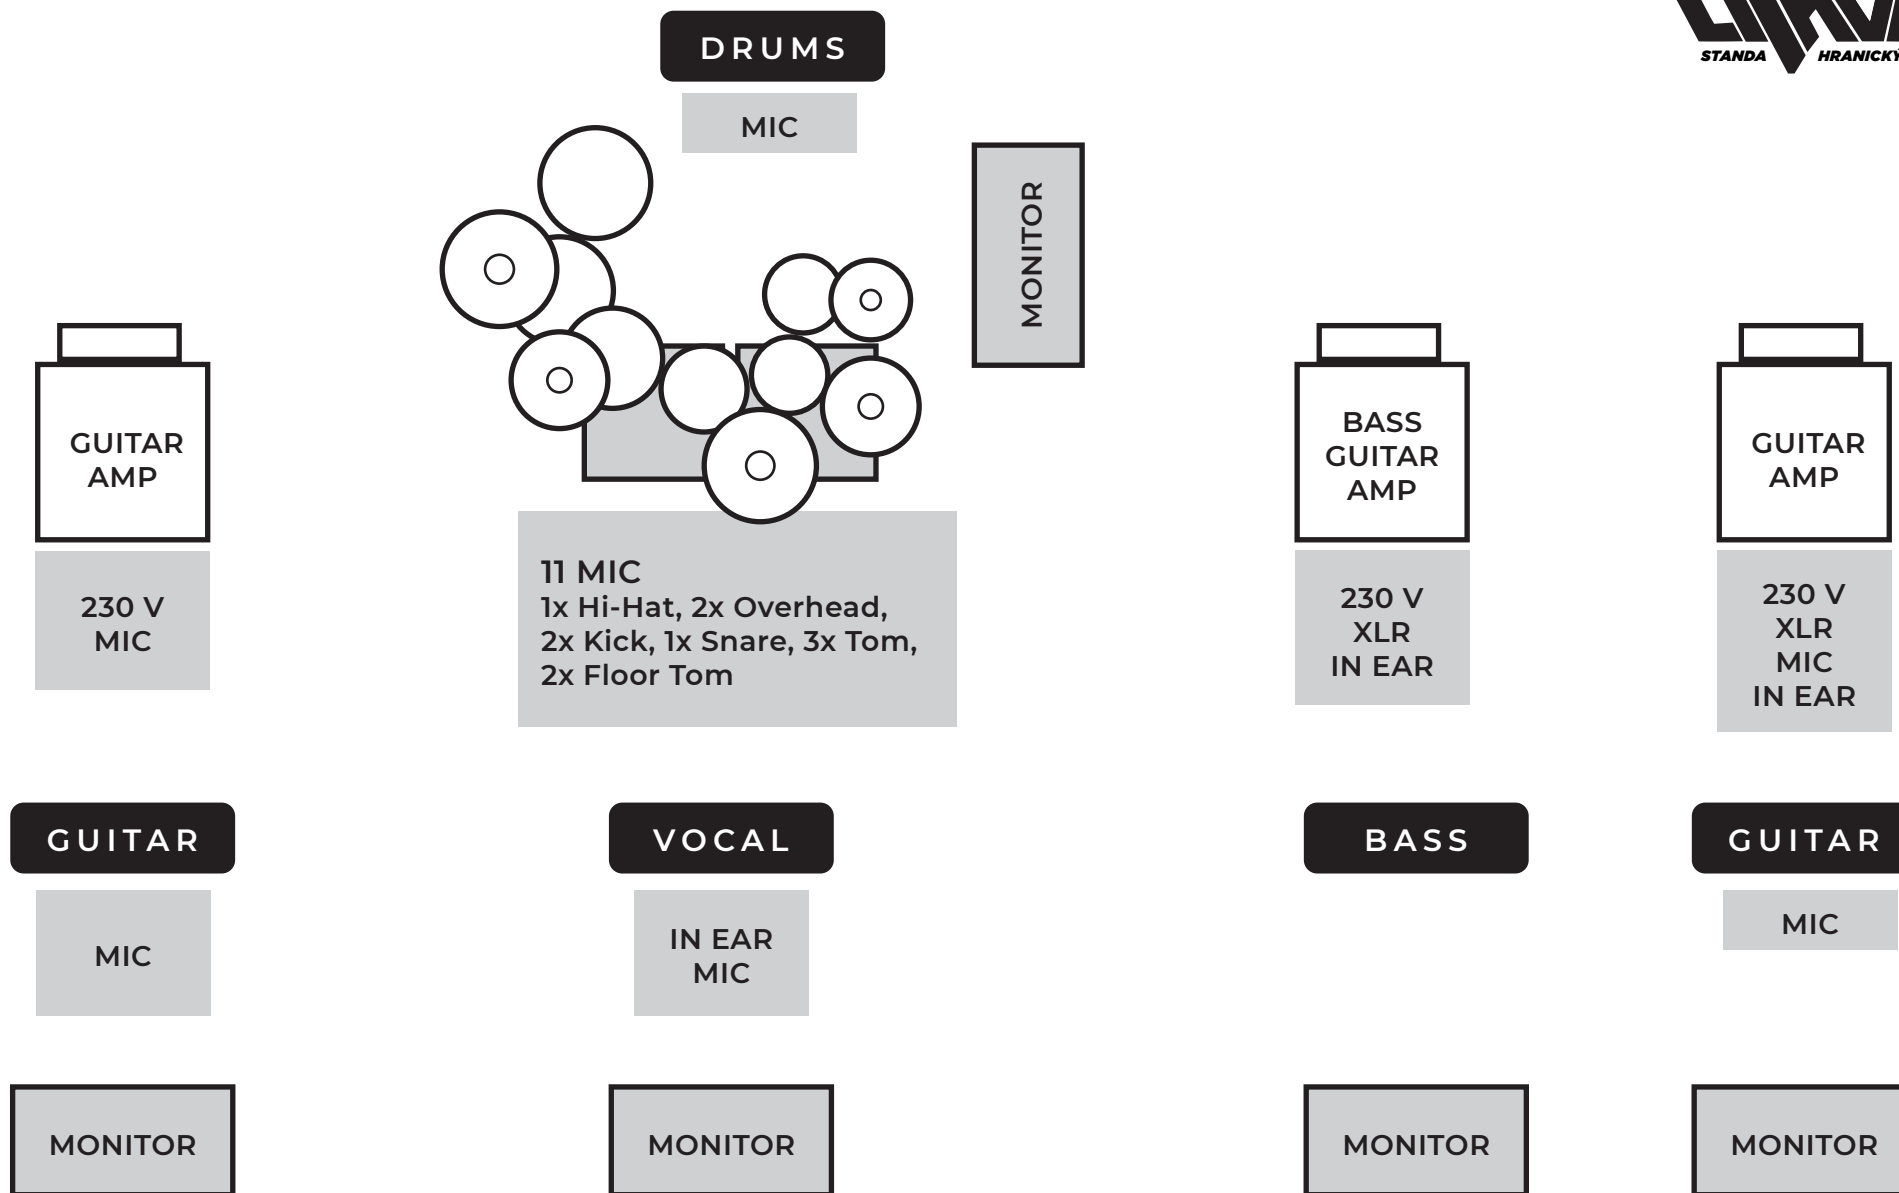 STANDA HRANICKÝ
DRUMS
MIC
MONITOR
GUITAR
AMP
BASS
GUITAR
AMP
GUITAR
AMP
230 V
MIC
11 MIC
1x Hi-Hat, 2x Overhead,
2x Kick, 1x Snare, 3x Tom,
2x Floor Tom
230 V
XLR
IN EAR
230 V
XLR
MIC
IN EAR
GUITAR
VOCAL
BASS
GUITAR
MIC
IN EAR
MIC
MIC
MONITOR
MONITOR
MONITOR
MONITOR